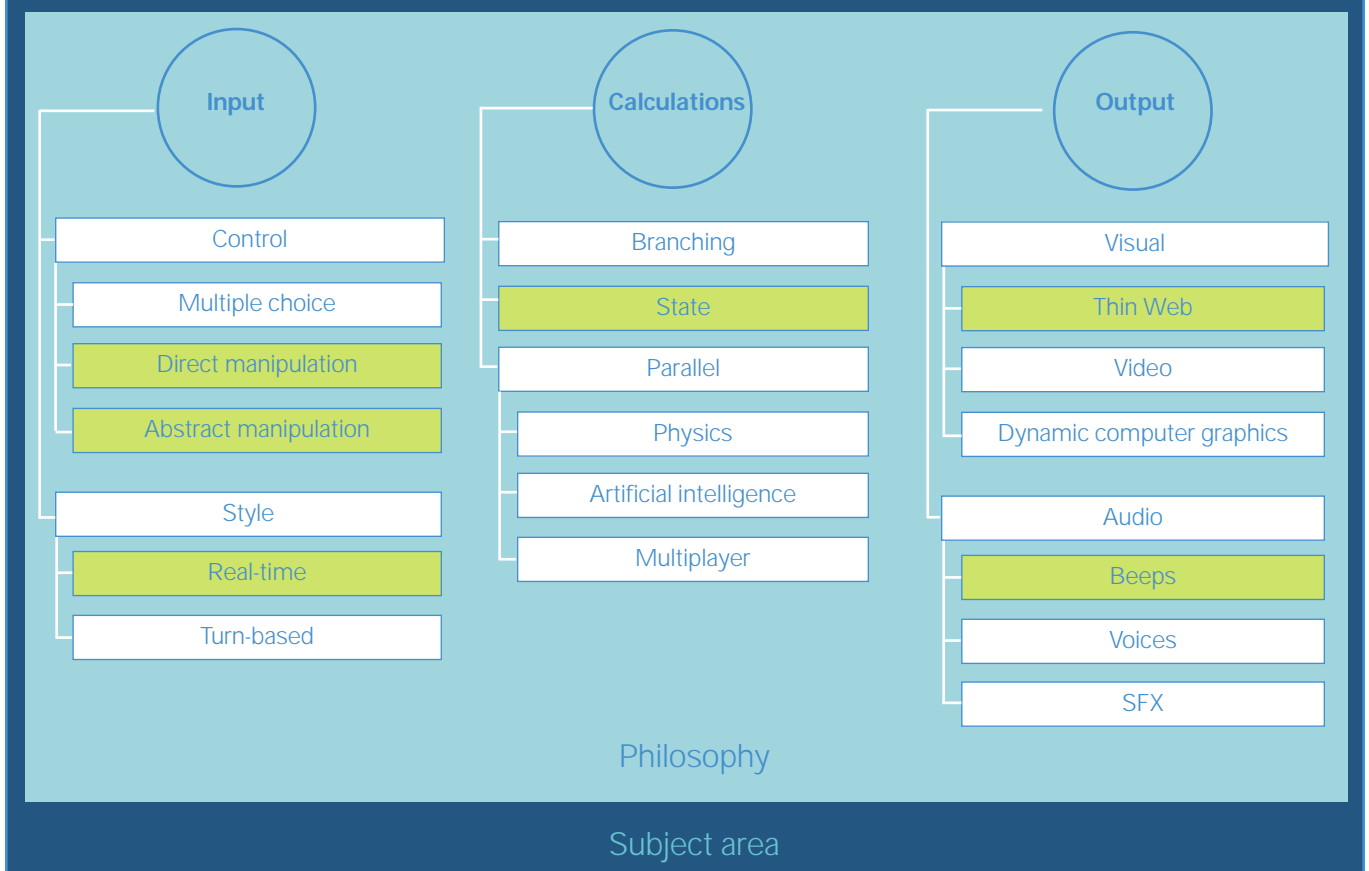 Input
Control
Multiple choice
Direct manipulation
Abstract manipulation
Style
Real-time
Turn-based
Calculations
Branching
State
Parallel
Physics
Artificial intelligence
Multiplayer
Output
Visual
Thin Web
Video
Dynamic computer graphics
Audio
Beeps
Voices
SFX
Philosophy
Subject area